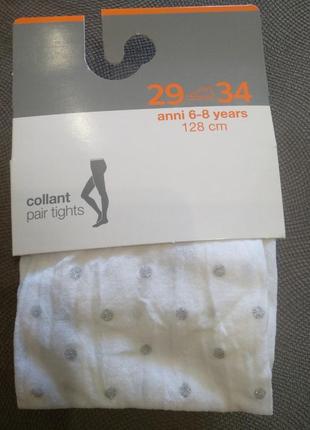 29 34
anni 6-8 years
128 cm
collant
pair tights